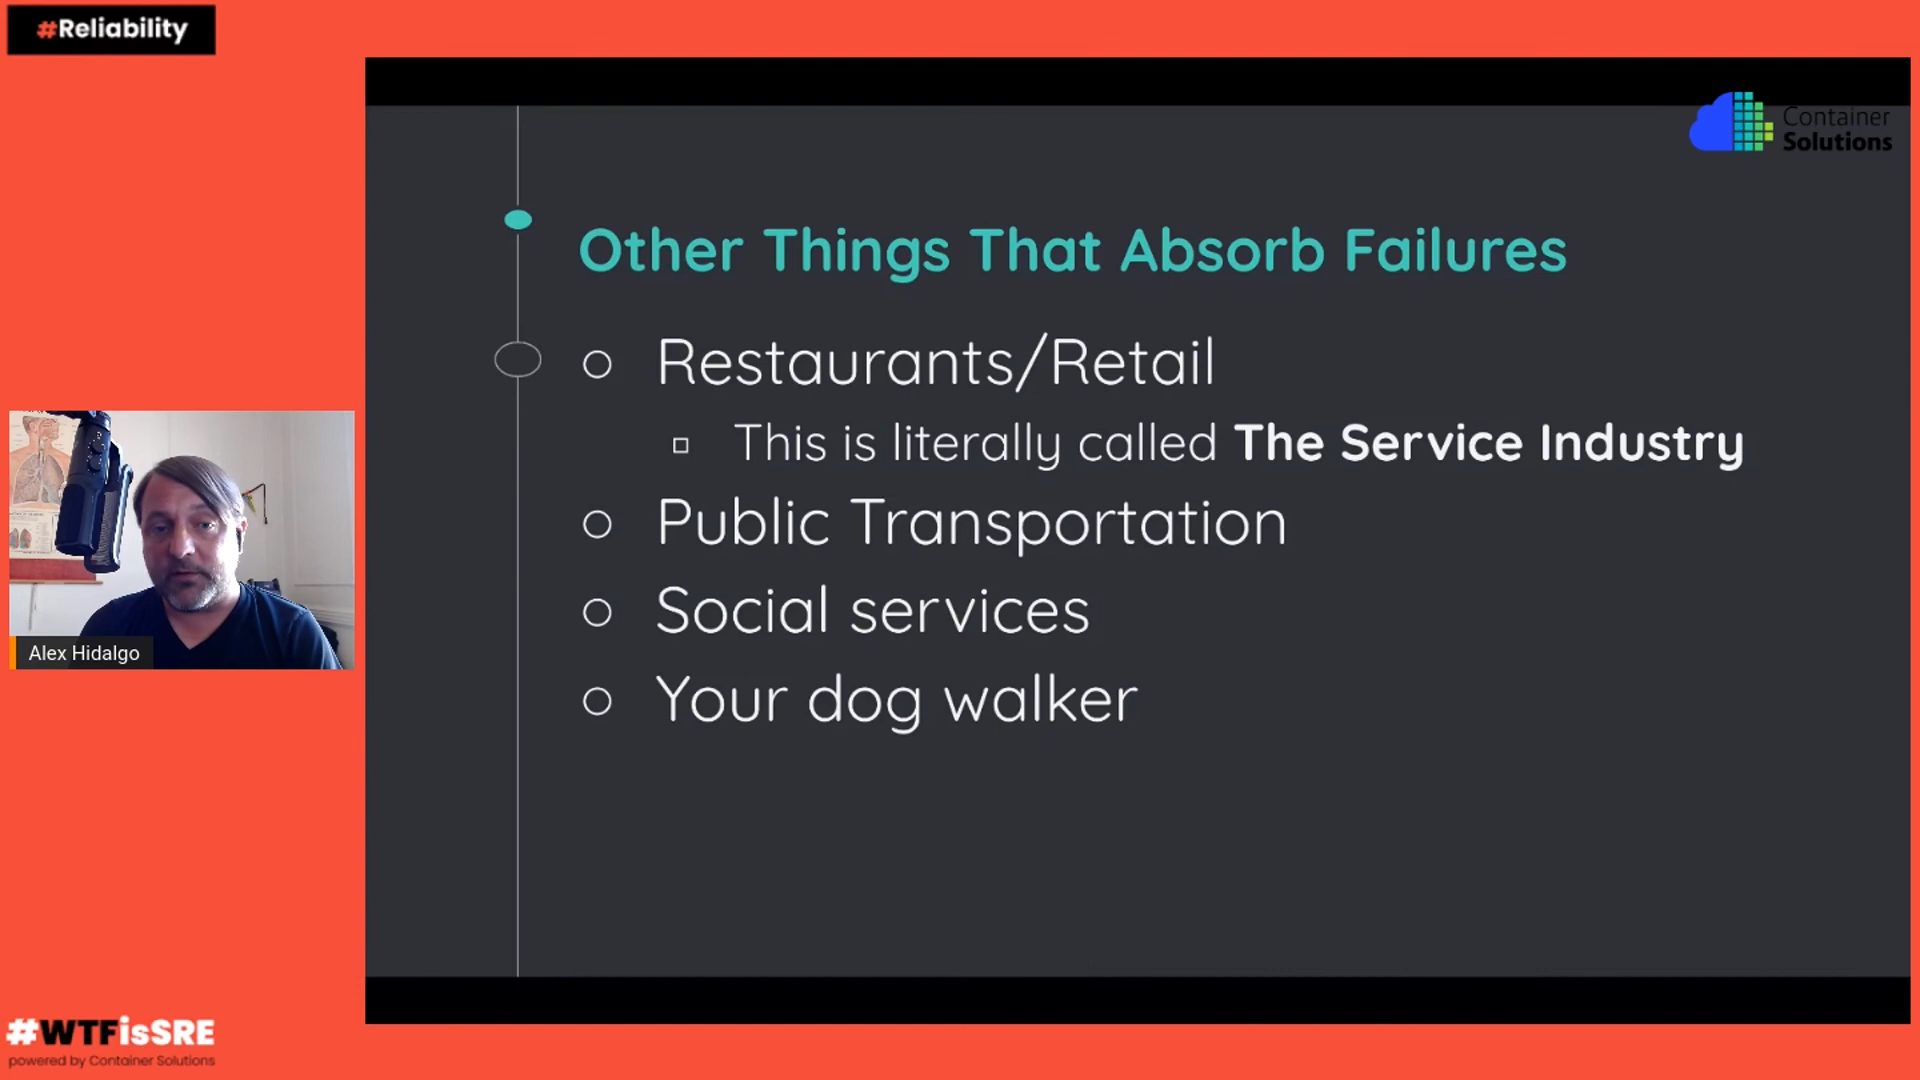 #Reliability
Container
Solutions
Other Things That Absorb Failures
Restaurants/Retail
This is literally called The Service Industry
Public Transportation
Social services
Your dog walker
Alex Hidalgo
#WTFisSRE
powered by Container Solutions